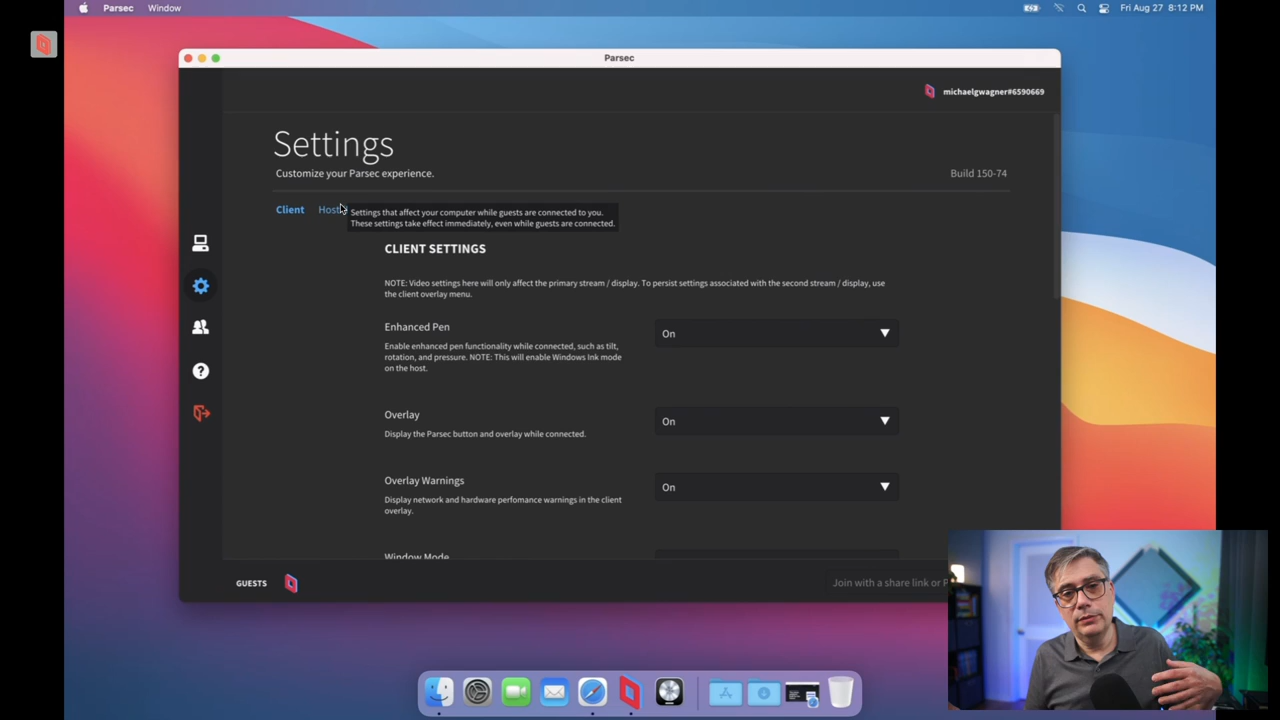 Parsec
Window
Fri Aug 27 8:12 PM
Parsec
michaelgwagner#6590669
Settings
Customize your Parsec experience.
Build 150-74
Client
Host
Settings that affect your computer while guests are connected to you.
These settings take effect immediately, even while guests are connected.
CLIENT SETTINGS
NOTE: Video settings here will only affect the primary stream / display. To persist settings associated with the second stream / display, use
the client overlay menu.
Enhanced Pen
On
Enable enhanced pen functionality while connected, such as tilt,
rotation, and pressure. NOTE: This will enable Windows Ink mode
on the host.
Overlay
On
Display the Parsec button and overlay while connected.
Overlay Warnings
On
Display network and hardware perfomance warnings in the client
overlay.
Window Mode
GUESTS
Join with a share link or P